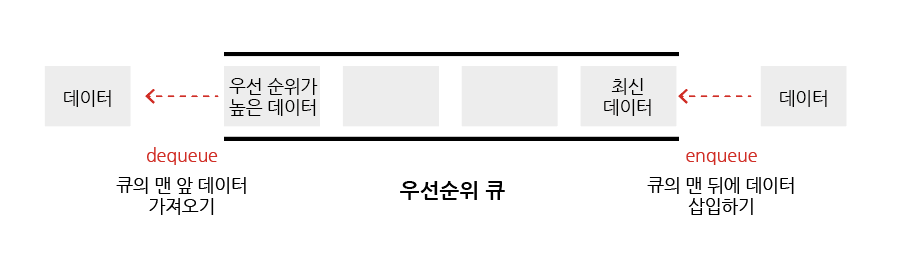 데이터
우선 순위가
높은 데이터
최신
데이터
데이터
dequeue
큐의 맨 앞 데이터
가져오기
우선순위 큐
enqueue
큐의 맨 뒤에 데이터
삽입하기